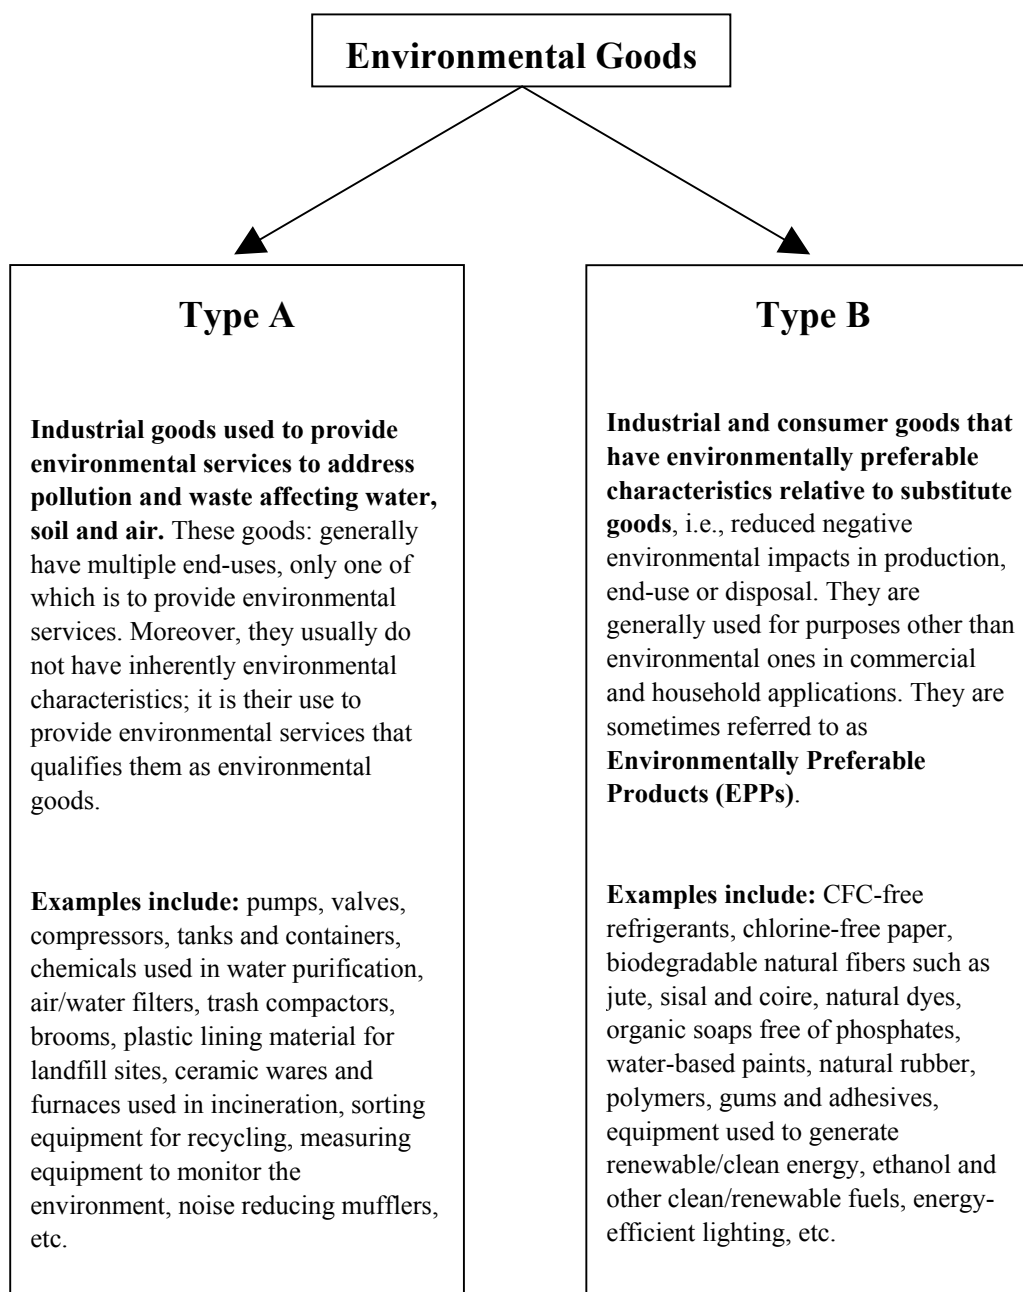 Environmental Goods
Type A
Industrial goods used to provide
environmental services to address
pollution and waste affecting water,
soil and air. These goods: generally
have multiple end-uses, only one of
which is to provide environmental
services. Moreover, they usually do
not have inherently environmental
characteristics; it is their use to
provide environmental services that
qualifies them as environmental
goods.
Examples include: pumps, valves,
compressors, tanks and containers,
chemicals used in water purification,
air/water filters, trash compactors,
brooms, plastic lining material for
landfill sites, ceramic wares and
furnaces used in incineration, sorting
equipment for recycling, measuring
equipment to monitor the
environment, noise reducing mufflers,
etc.
Type B
Industrial and consumer goods that
have environmentally preferable
characteristics relative to substitute
goods, i.e., reduced negative
environmental impacts in production,
end-use or disposal. They are
generally used for purposes other than
environmental ones in commercial
and household applications. They are
sometimes referred to as
Environmentally Preferable
Products (EPPs).
Examples include: CFC-free
refrigerants, chlorine-free paper,
biodegradable natural fibers such as
jute, sisal and coire, natural dyes,
organic soaps free of phosphates,
water-based paints, natural rubber,
polymers, gums and adhesives,
equipment used to generate
renewable/clean energy, ethanol and
other clean/renewable fuels, energy-
efficient lighting, etc.